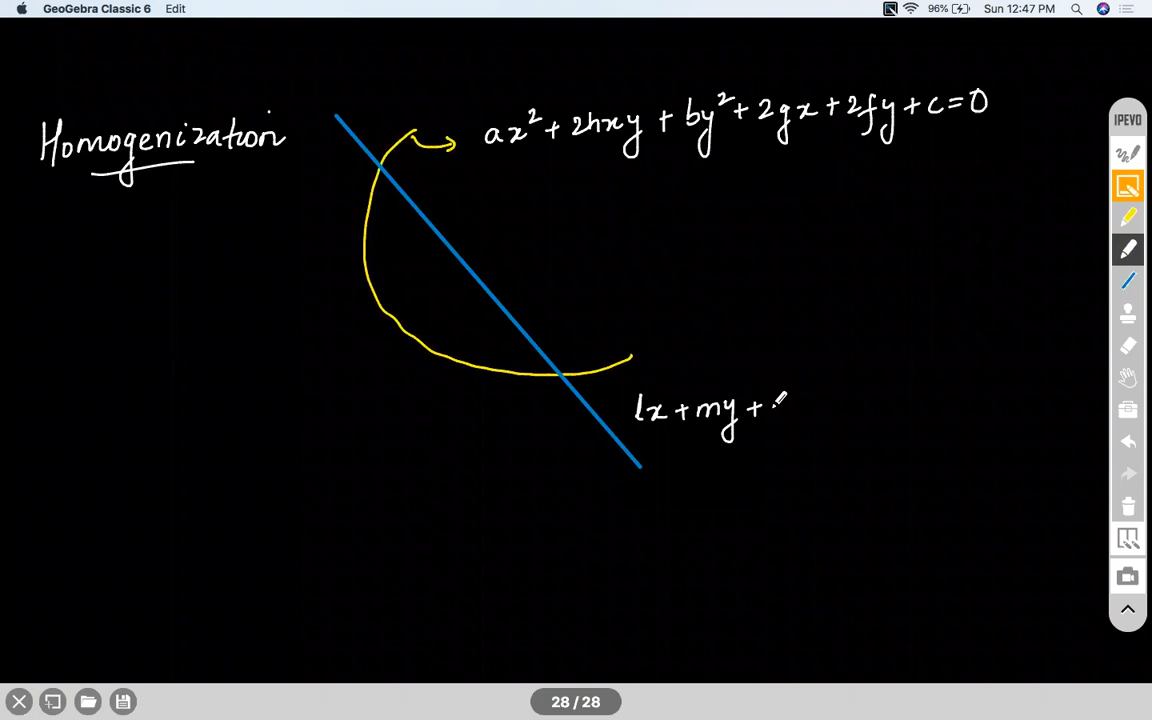 GeoGebra Classic 6 Edit 96% Sun 12:47 PM
Homogenization
ax² + 2hxy + by² + 2gx + 2fy + c = 0
IPEVO
lx + my +
28 / 28